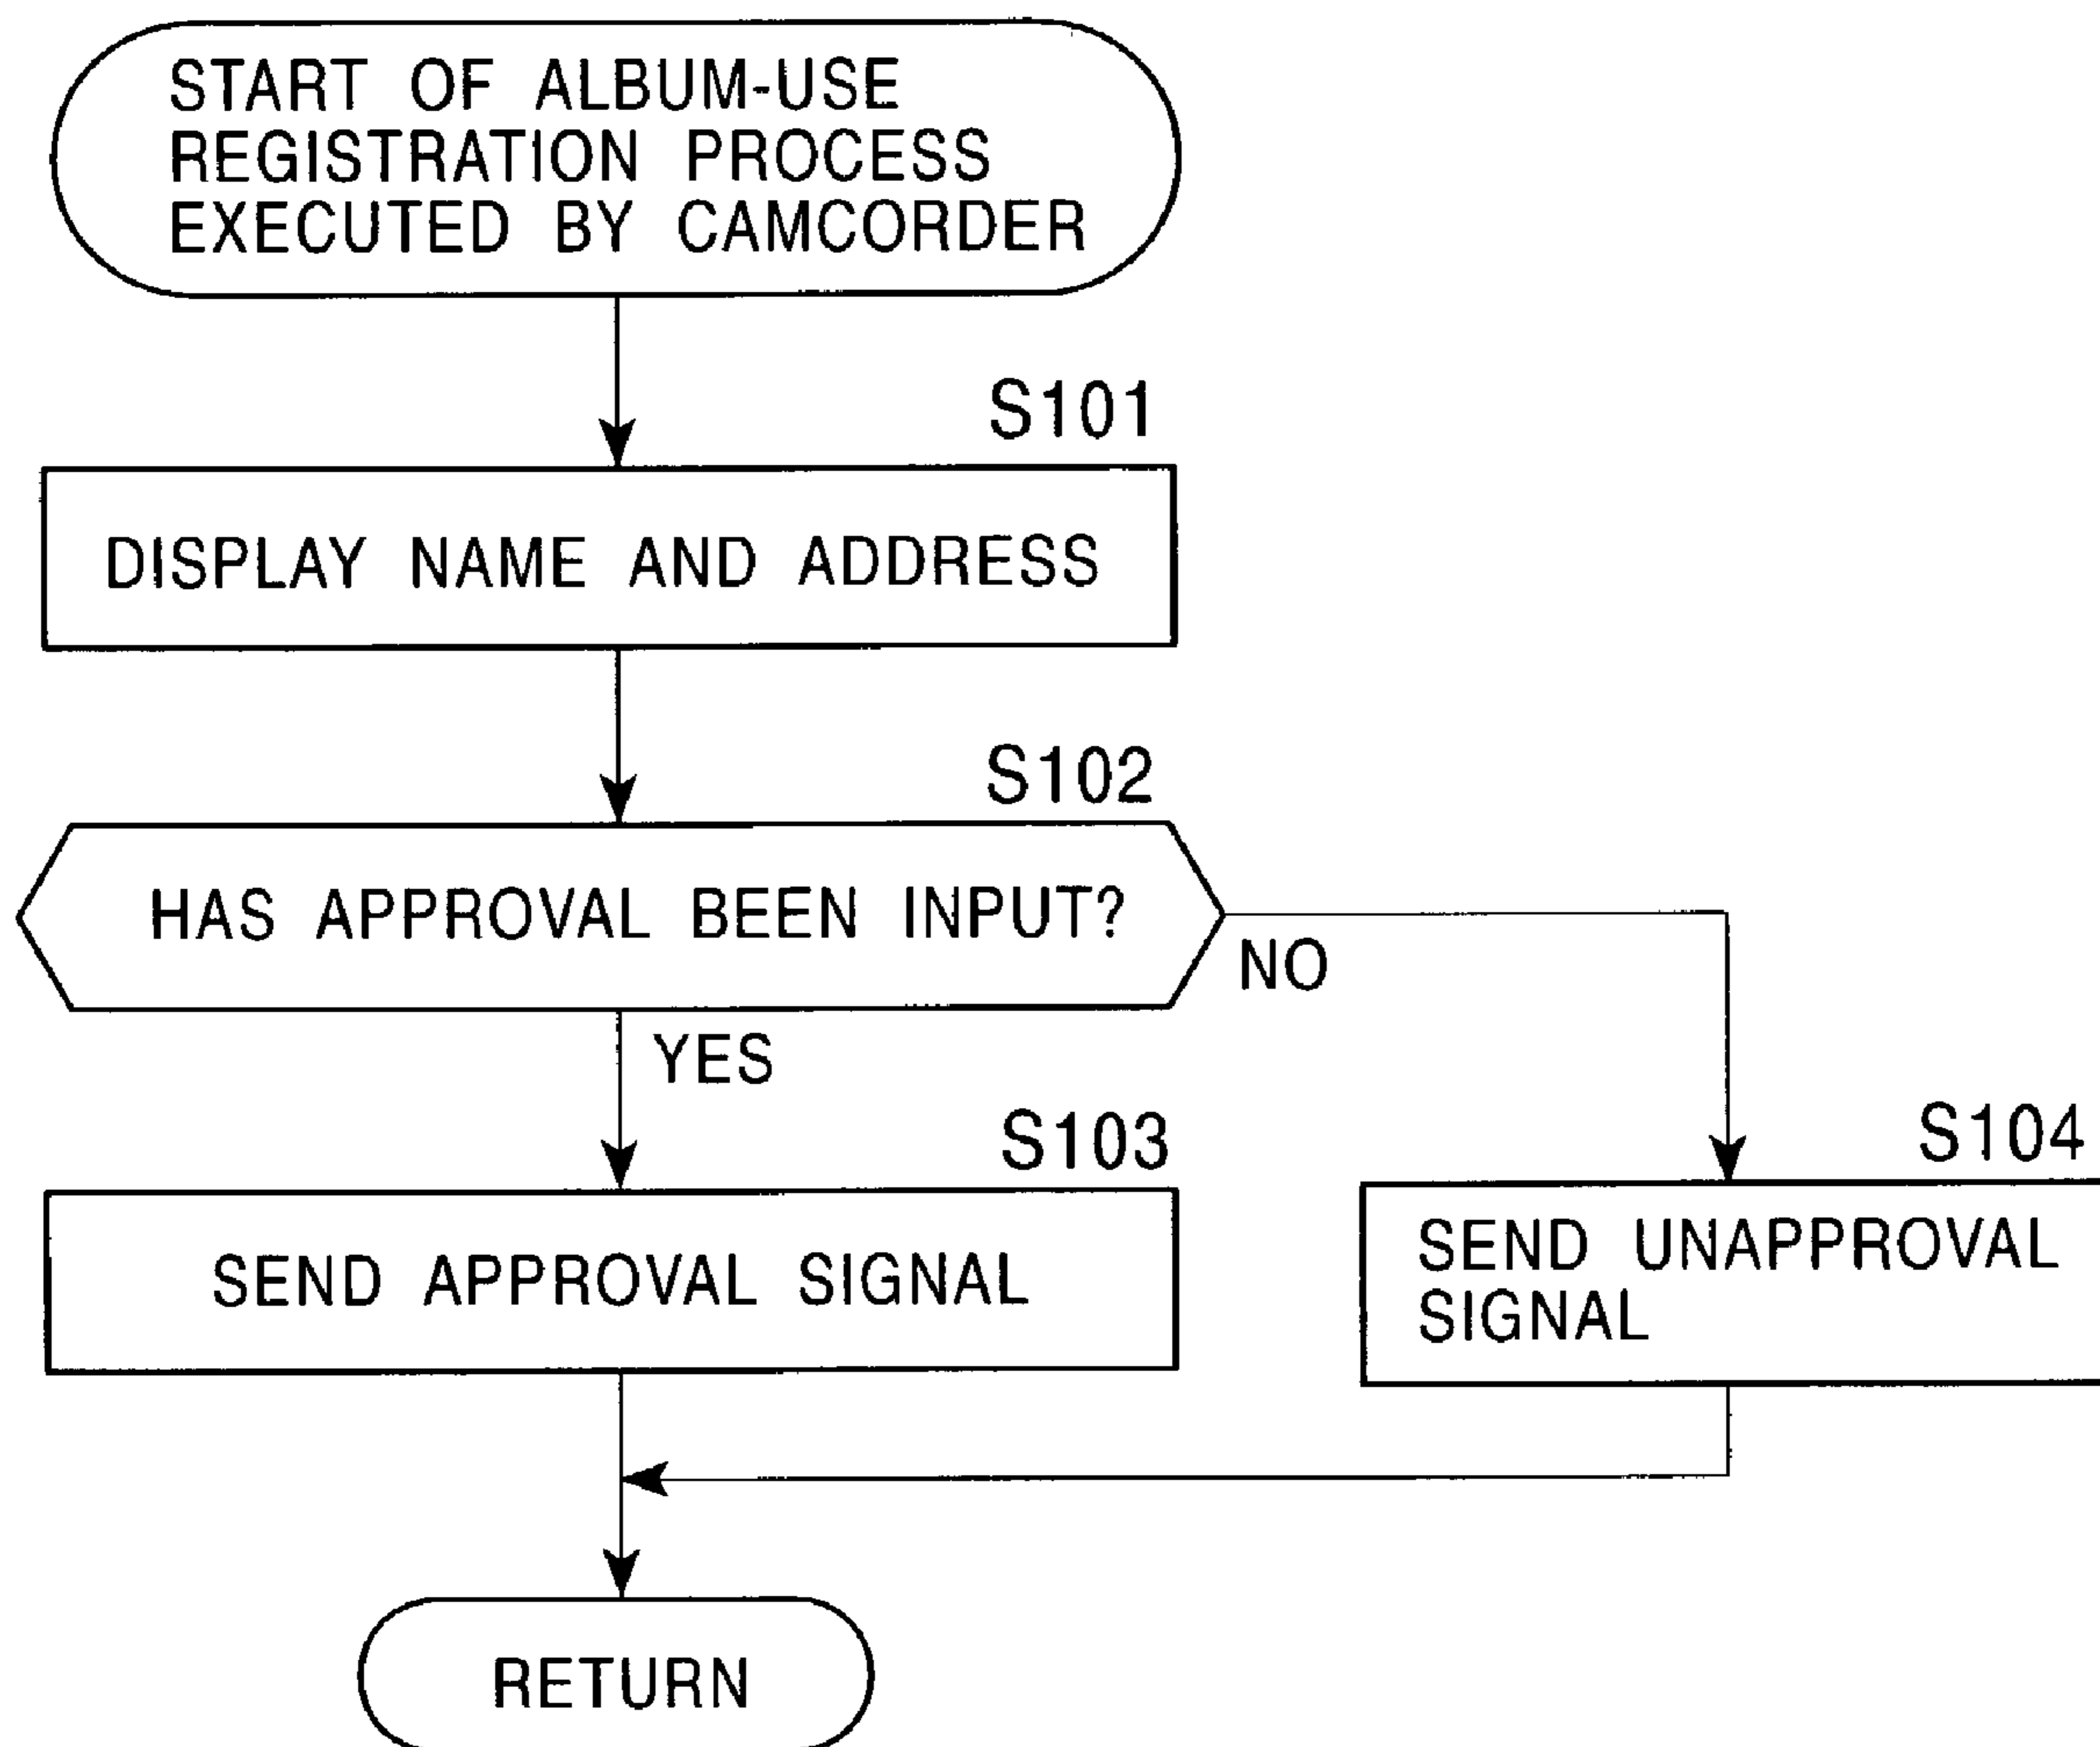 START OF ALBUM-USE
REGISTRATION PROCESS
EXECUTED BY CAMCORDER
S101
DISPLAY NAME AND ADDRESS
S102
HAS APPROVAL BEEN INPUT?
NO
YES
S103
SEND APPROVAL SIGNAL
S104
SEND UNAPPROVAL
SIGNAL
RETURN